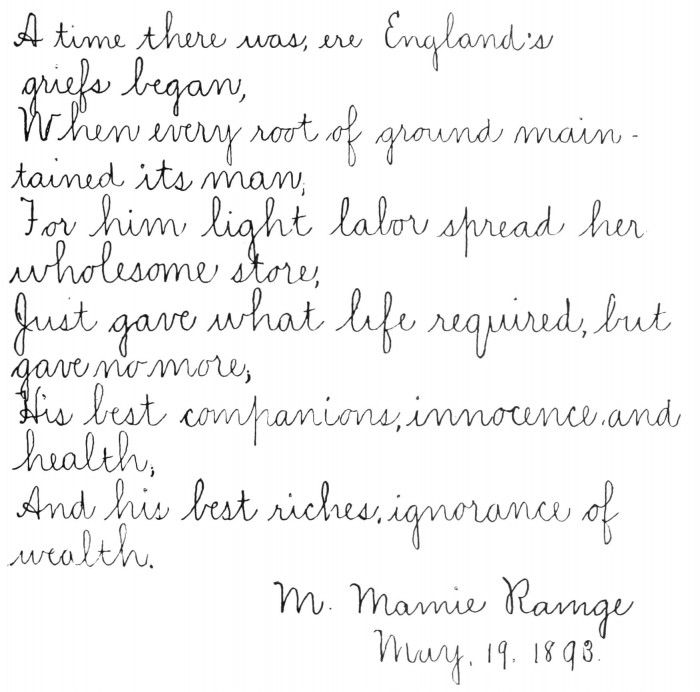 A time there was, ere England's
griefs began,
When every root of ground main-
tained its man,
For him light labor spread her
wholesome store,
Just gave what life required, but
gave no more;
His best companions, innocence and
health;
And his best riches, ignorance of
wealth.
M. Mamie Ramge
May, 19. 1893.